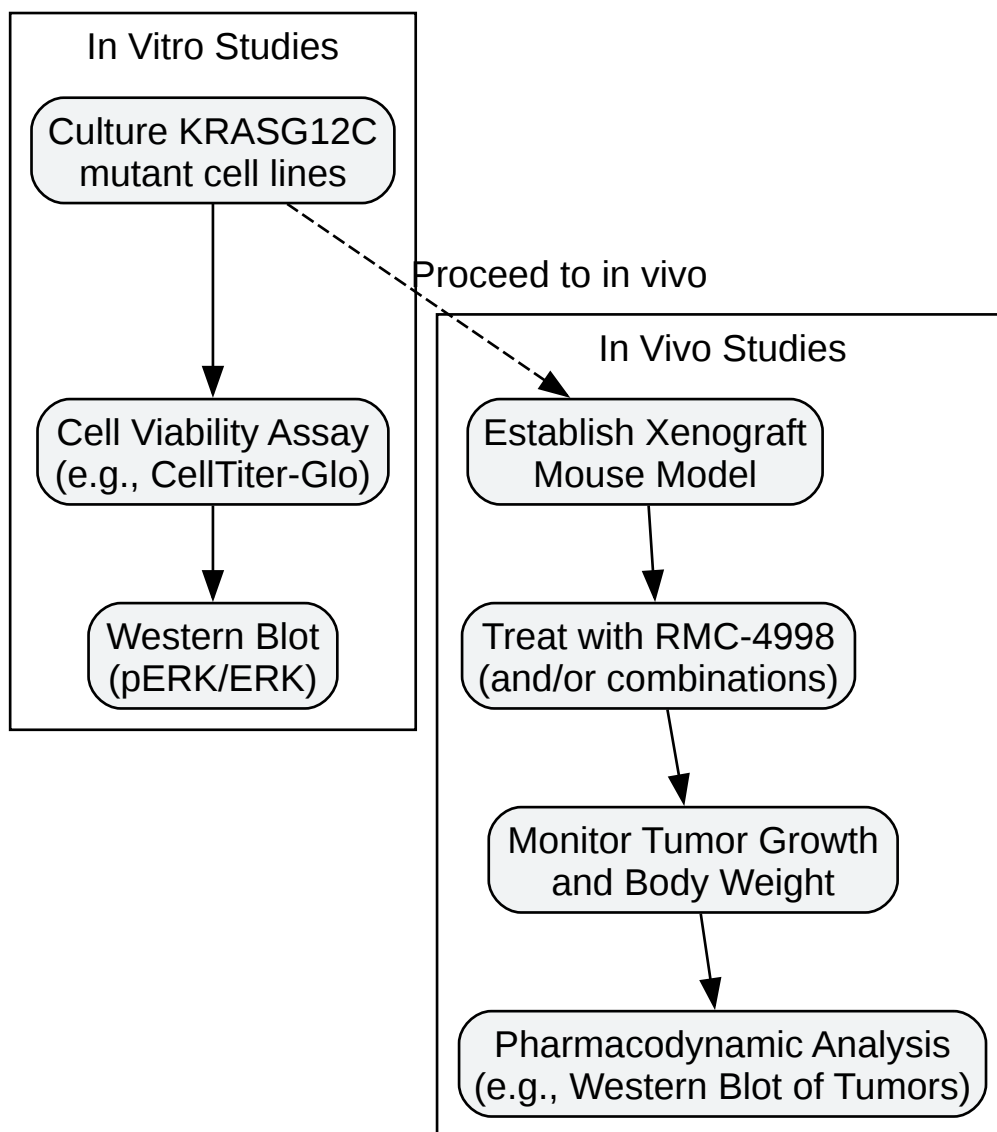 In Vitro Studies
Culture KRASG12C
mutant cell lines
Proceed to in vivo
Cell Viability Assay
(e.g., CellTiter-Glo)
Western Blot
(pERK/ERK)
In Vivo Studies
Establish Xenograft
Mouse Model
Treat with RMC-4998
(and/or combinations)
Monitor Tumor Growth
and Body Weight
Pharmacodynamic Analysis
(e.g., Western Blot of Tumors)